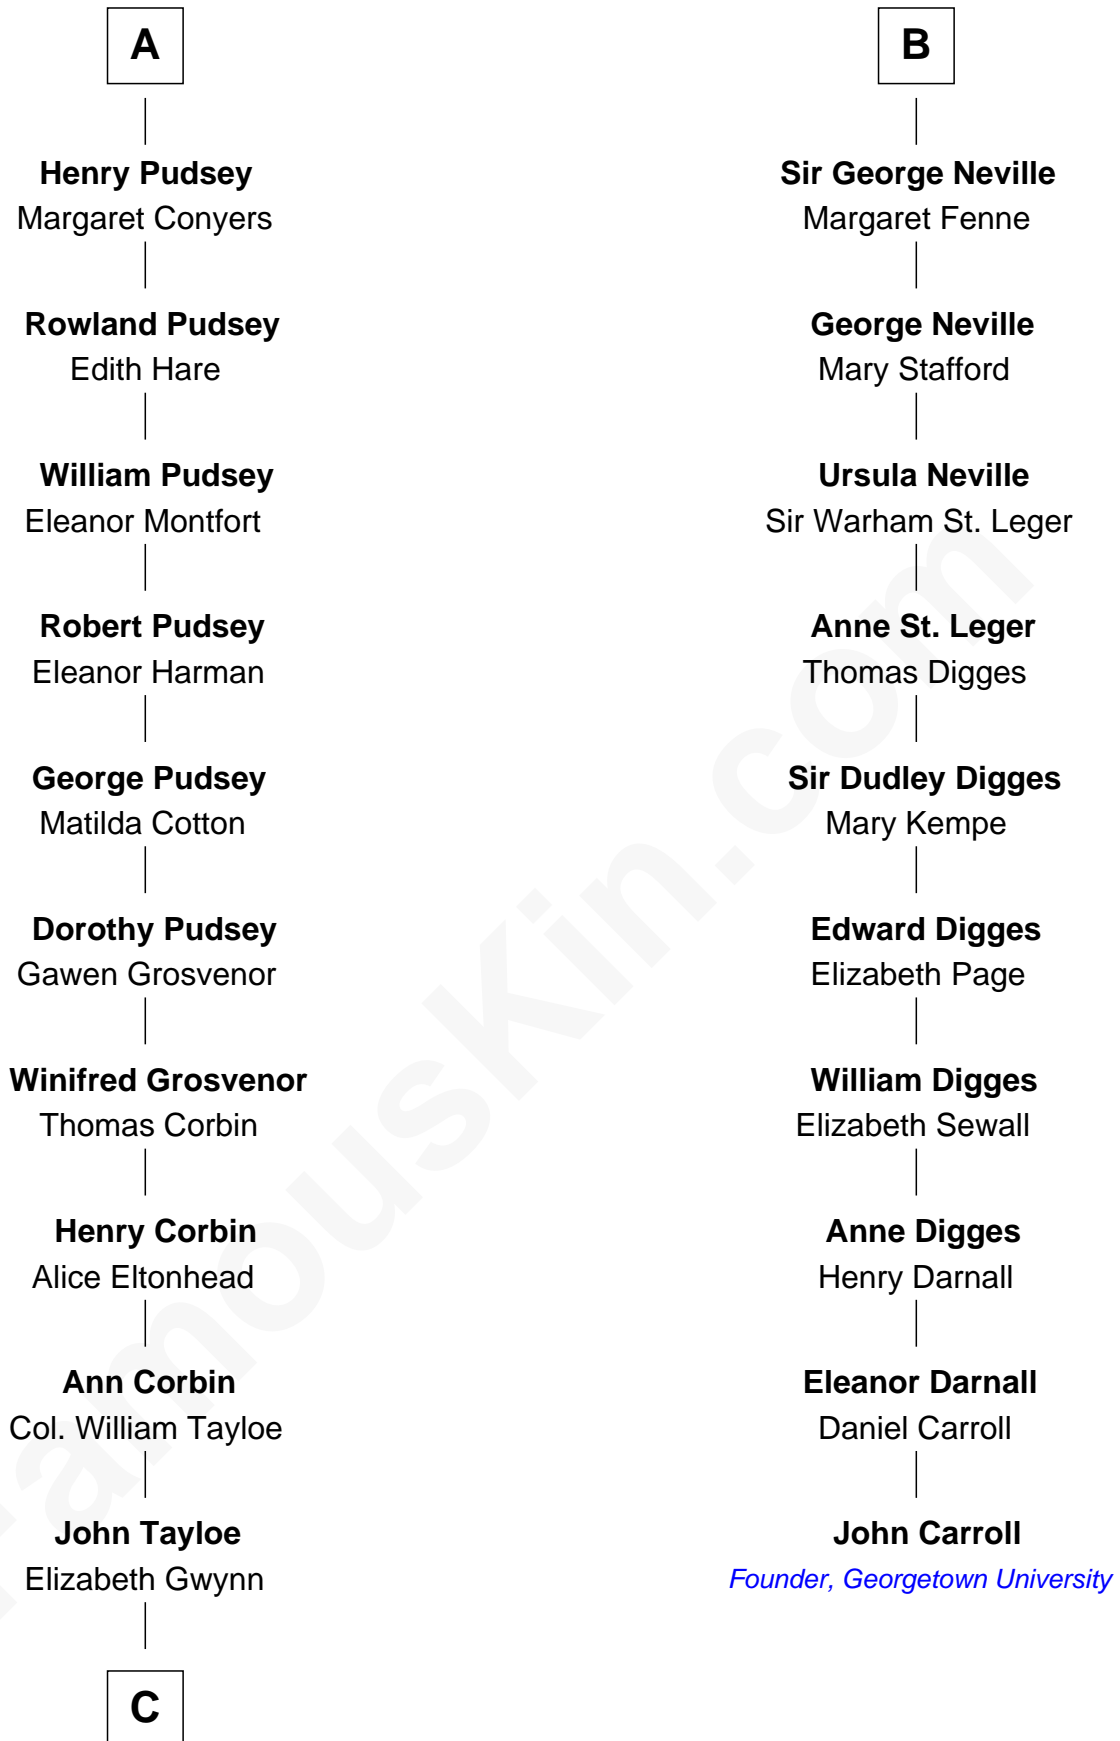 A
Henry Pudsey
Margaret Conyers
Rowland Pudsey
Edith Hare
William Pudsey
Eleanor Montfort
Robert Pudsey
Eleanor Harman
George Pudsey
Matilda Cotton
Dorothy Pudsey
Gawen Grosvenor
Winifred Grosvenor
Thomas Corbin
Henry Corbin
Alice Eltonhead
Ann Corbin
Col. William Tayloe
John Tayloe
Elizabeth Gwynn
C
B
Sir George Neville
Margaret Fenne
George Neville
Mary Stafford
Ursula Neville
Sir Warham St. Leger
Anne St. Leger
Thomas Digges
Sir Dudley Digges
Mary Kempe
Edward Digges
Elizabeth Page
William Digges
Elizabeth Sewall
Anne Digges
Henry Darnall
Eleanor Darnall
Daniel Carroll
John Carroll
Founder, Georgetown University
FamousKin.com